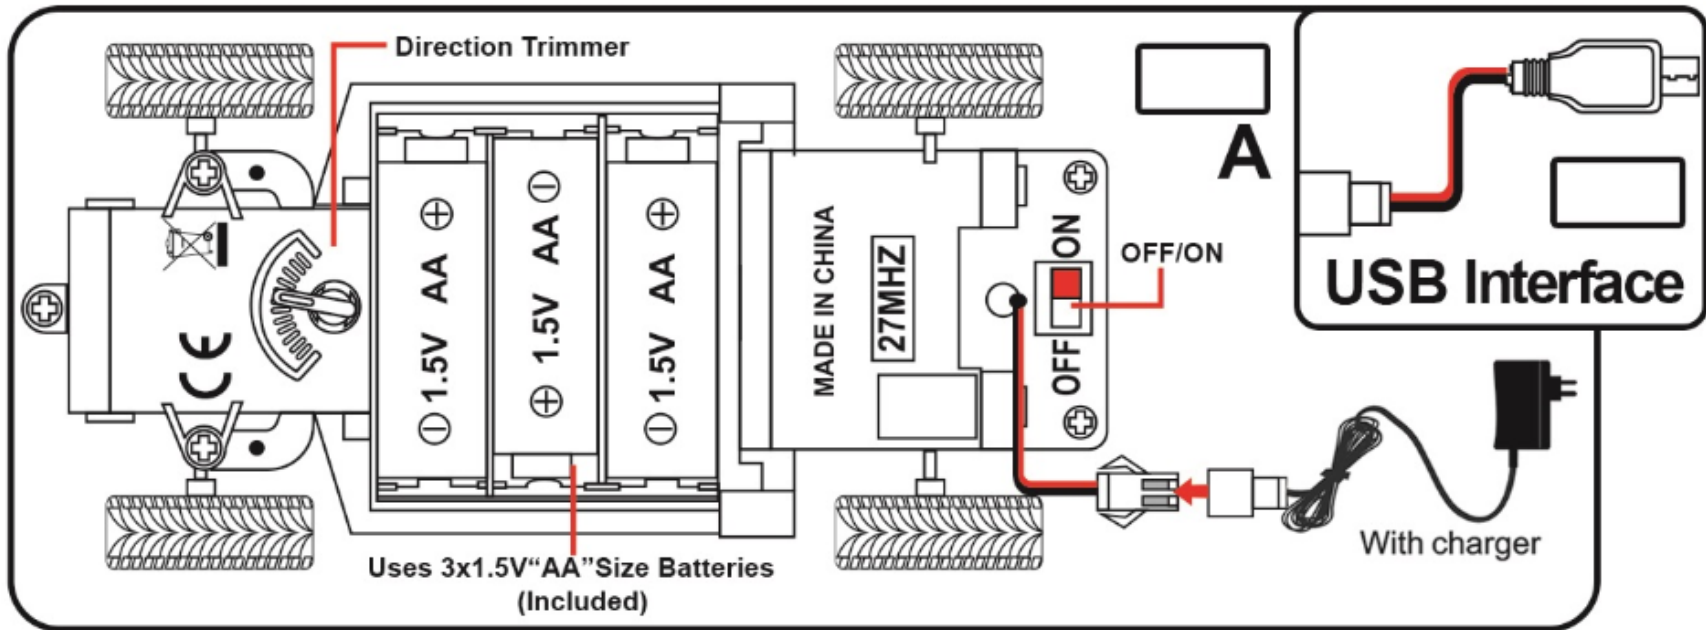 Direction Trimmer
A
USB Interface
1.5V AA
1.5V AA
1.5V AA
MADE IN CHINA
27MHZ
ON
OFF
OFF/ON
CE
With charger
Uses 3x1.5V“AA”Size Batteries
(Included)